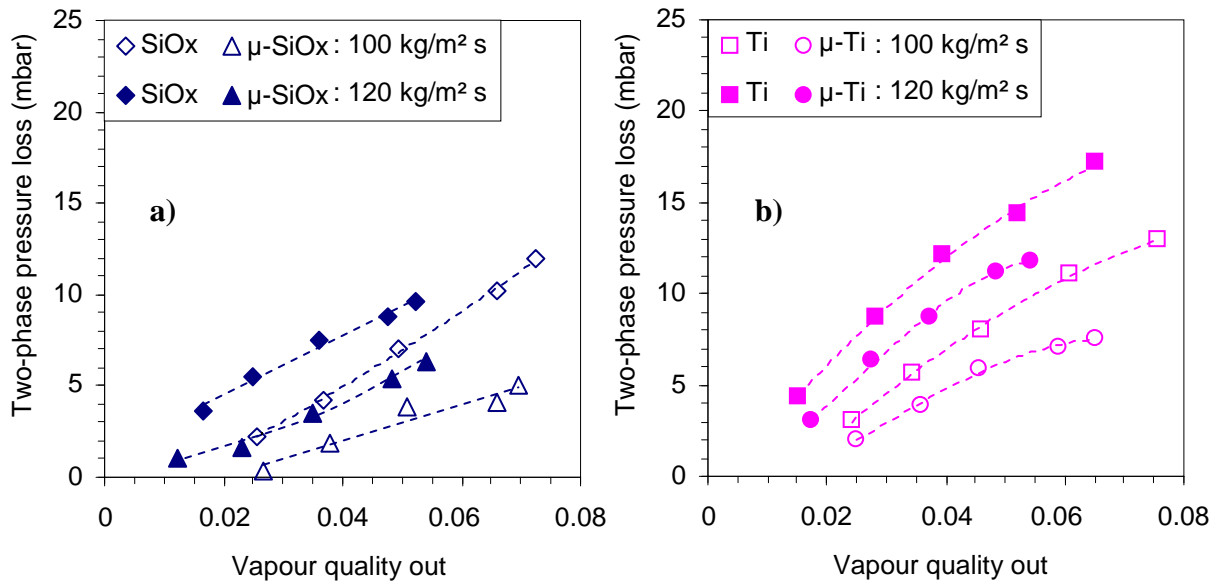 Two-phase pressure loss (mbar)
25
20
15
10
5
0
SiOx μ-SiOx : 100 kg/m² s
SiOx μ-SiOx : 120 kg/m² s
a)
0 0.02 0.04 0.06 0.08
Vapour quality out
Two-phase pressure loss (mbar)
25
20
15
10
5
0
Ti μ-Ti : 100 kg/m² s
Ti μ-Ti : 120 kg/m² s
b)
0 0.02 0.04 0.06 0.08
Vapour quality out